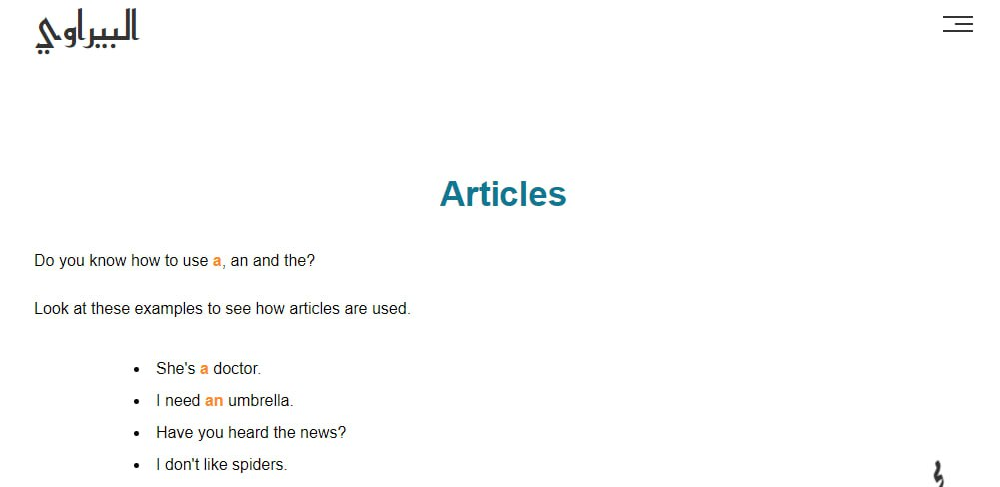 البيراوي
Articles
Do you know how to use a, an and the?
Look at these examples to see how articles are used.
• She's a doctor.
• I need an umbrella.
• Have you heard the news?
• I don't like spiders.